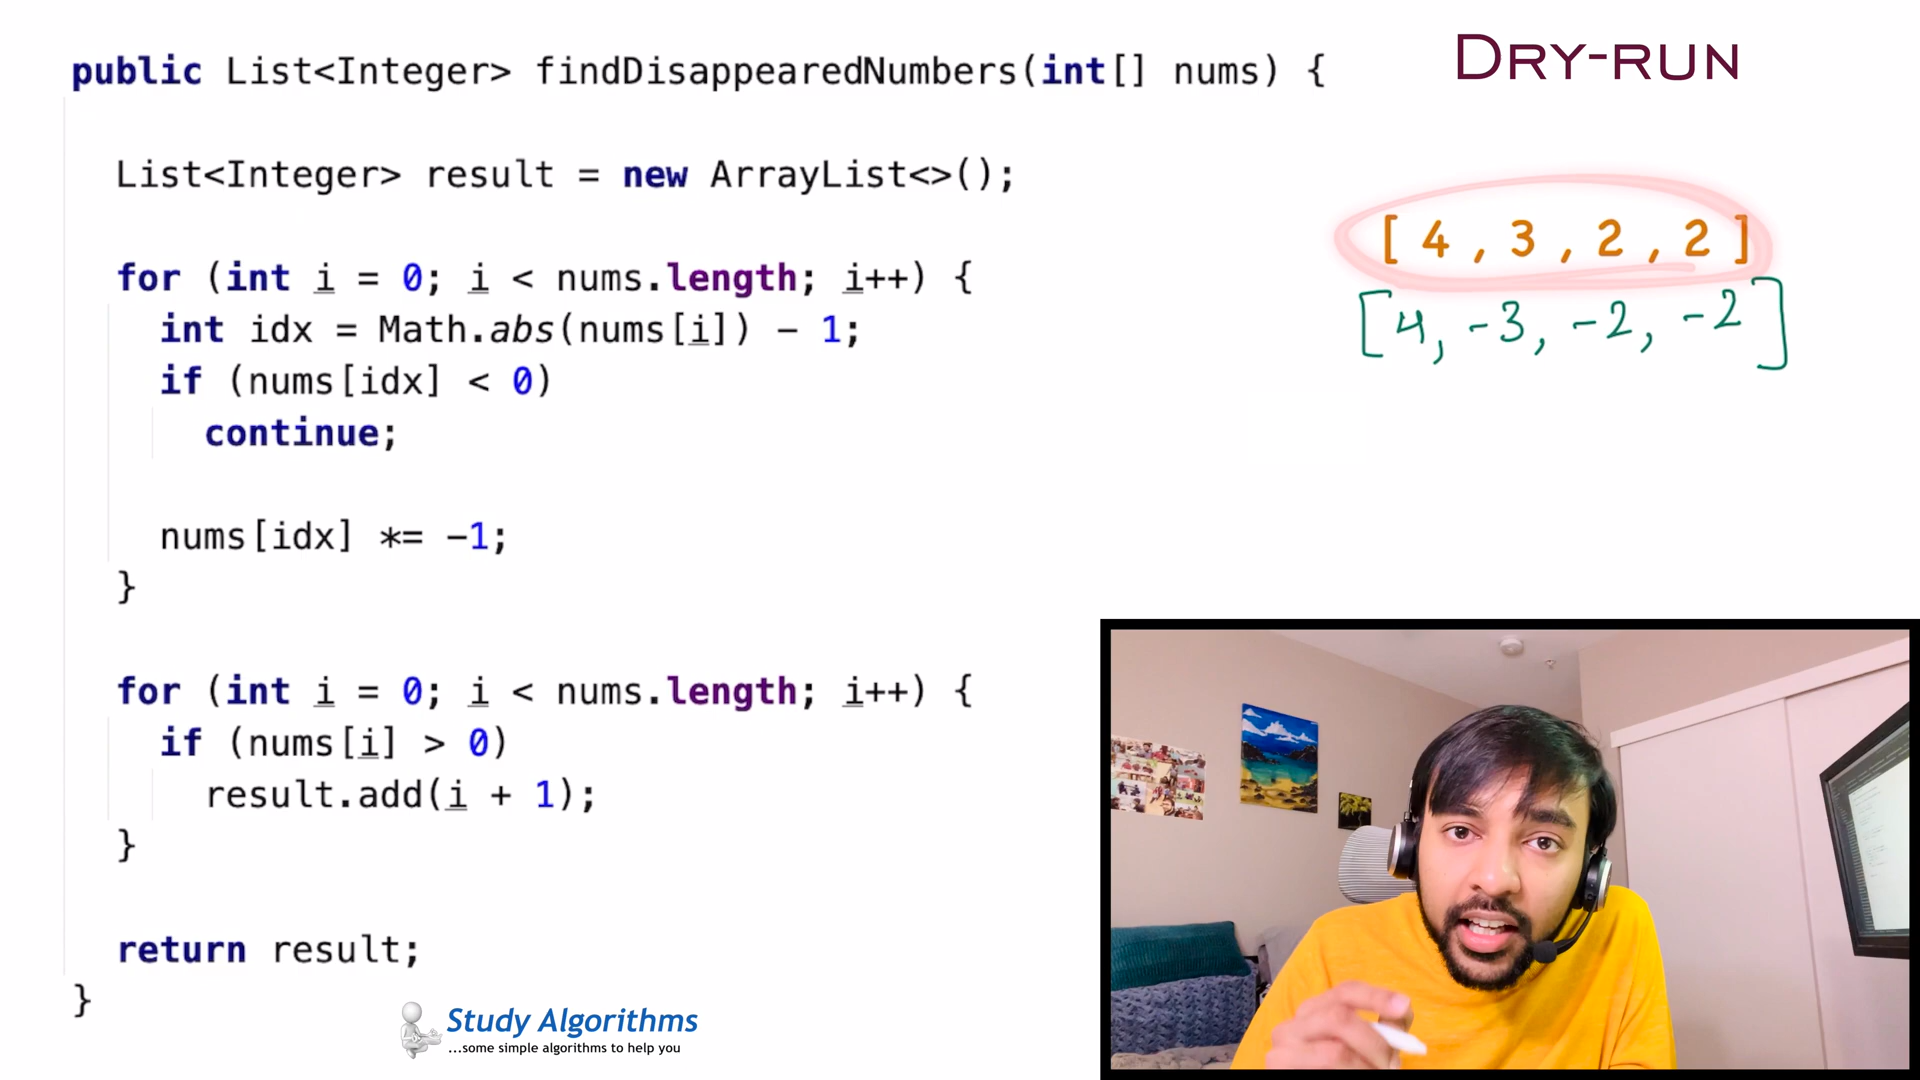 public List<Integer> findDisappearedNumbers(int[] nums) {
List<Integer> result = new ArrayList<>();
for (int i = 0; i < nums.length; i++) {
int idx = Math.abs(nums[i]) - 1;
if (nums[idx] < 0)
continue;
nums[idx] *= -1;
}
for (int i = 0; i < nums.length; i++) {
if (nums[i] > 0)
result.add(i + 1);
}
return result;
}
DRY-RUN
[ 4 , 3 , 2 , 2 ]
[4, -3, -2, -2]
Study Algorithms
...some simple algorithms to help you